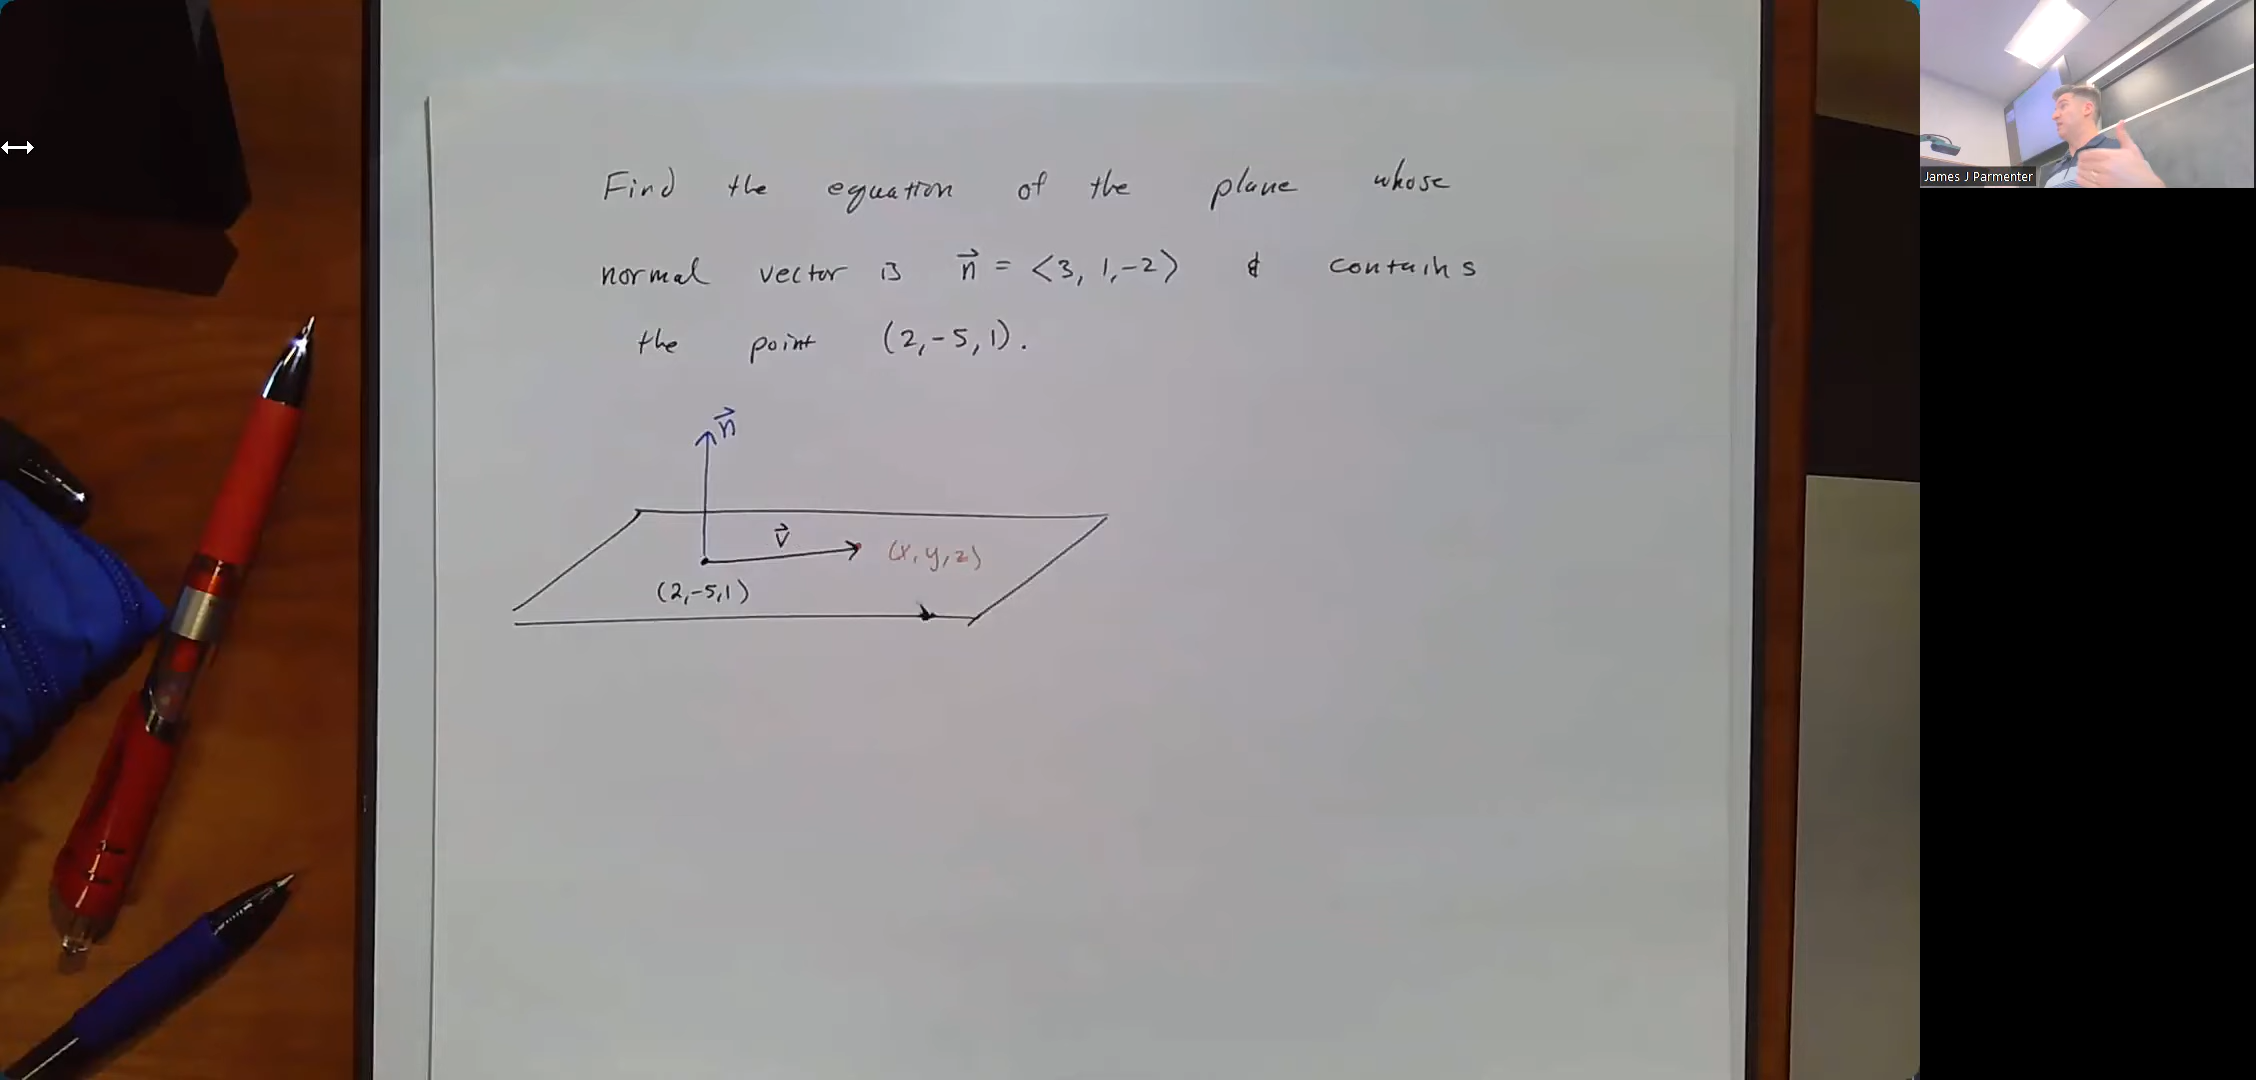 Find the equation of the plane whose
normal vector is n⃗ = <3, 1, -2> & contains
the point (2, -5, 1).
n⃗
v⃗
(x, y, z)
(2, -5, 1)
James J Parmenter